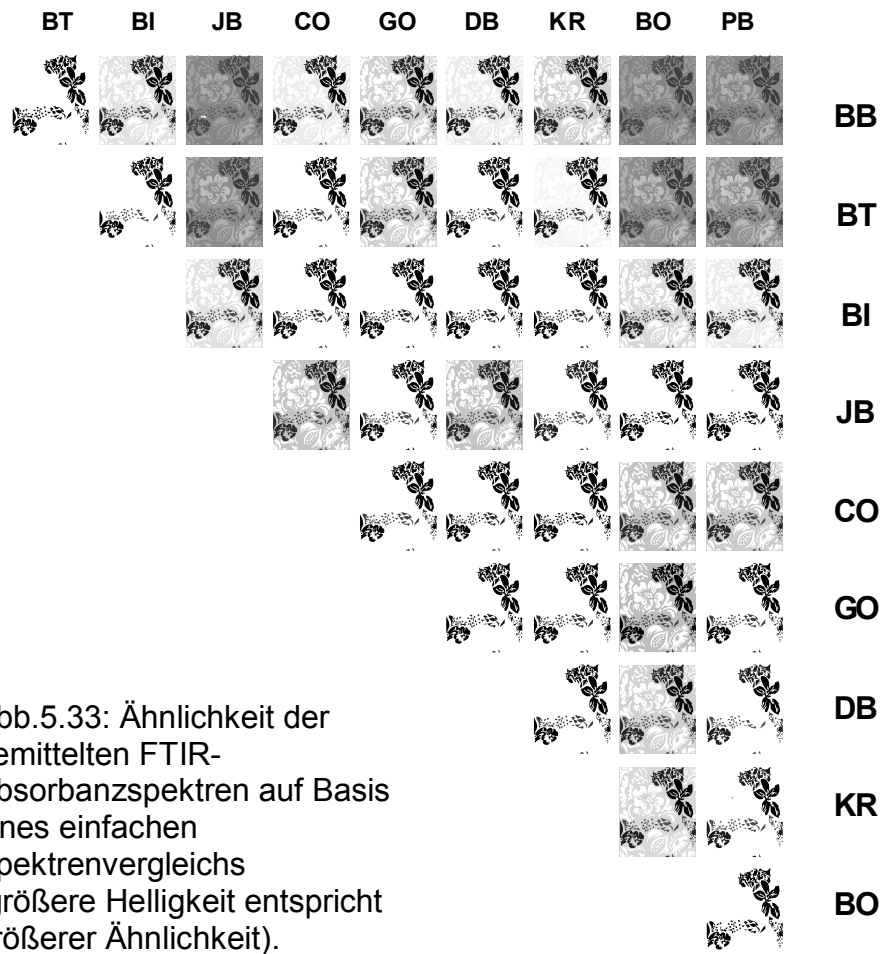 BT BI JB CO GO DB KR BO PB
BB
BT
BI
JB
CO
GO
DB
KR
BO
bb.5.33: Ähnlichkeit der
emittelten FTIR-
bsorbanzspektren auf Basis
ines einfachen
pektrenvergleichs
größere Helligkeit entspricht
rößerer Ähnlichkeit).